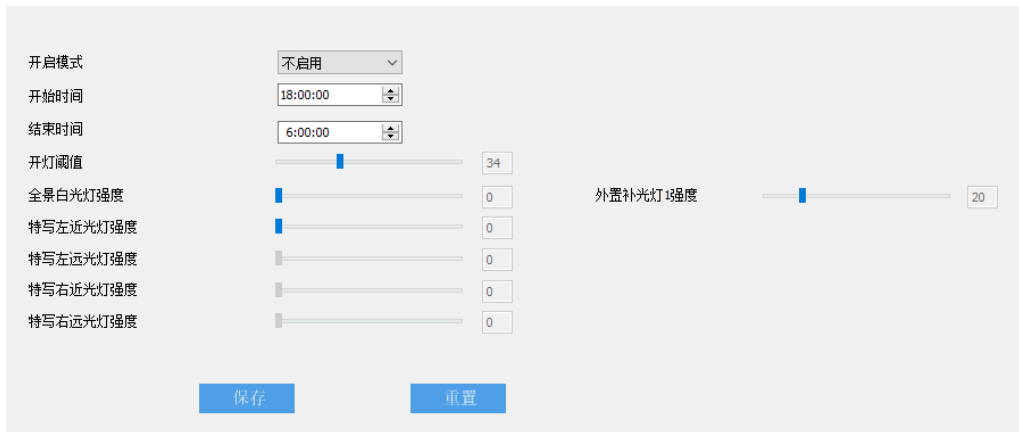 开启模式 不启用
开始时间 18:00:00
结束时间 6:00:00
开灯阈值 34
全景白光灯强度 0 外置补光灯1强度 20
特写左近光灯强度 0
特写左远光灯强度 0
特写右近光灯强度 0
特写右远光灯强度 0
保存 重置